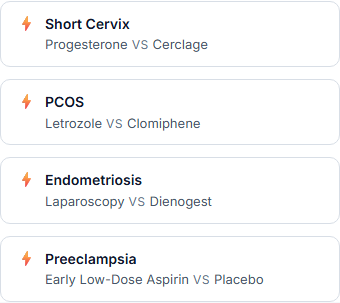 Short Cervix
Progesterone VS Cerclage
PCOS
Letrozole VS Clomiphene
Endometriosis
Laparoscopy VS Dienogest
Preeclampsia
Early Low-Dose Aspirin VS Placebo